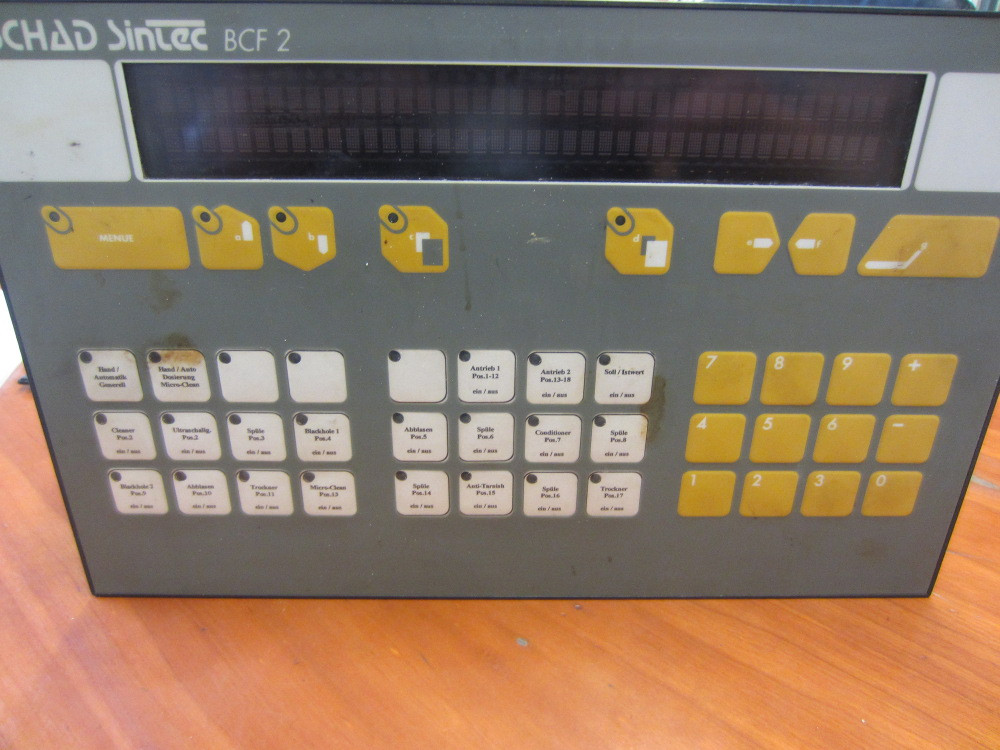 SCHAD Sintec BCF 2
MENUE a b c d e f g
Hand / Automatik Generell
Hand / Auto Dosierung Micro-Clean
Antrieb 1 Pos.1-12 ein / aus
Antrieb 2 Pos.13-18 ein / aus
Soll / Istwert ein / aus
7 8 9 +
Cleaner Pos.2 ein / aus
Ultraschallg. Pos.2 ein / aus
Spüle Pos.3 ein / aus
Blackhole 1 Pos.4 ein / aus
Abblasen Pos.5 ein / aus
Spüle Pos.6 ein / aus
Conditioner Pos.7 ein / aus
Spüle Pos.8 ein / aus
4 5 6 -
Blackhole 2 Pos.9 ein / aus
Abblasen Pos.10 ein / aus
Trockner Pos.11 ein / aus
Micro-Clean Pos.13 ein / aus
Spüle Pos.14 ein / aus
Anti-Tarnish Pos.15 ein / aus
Spüle Pos.16 ein / aus
Trockner Pos.17 ein / aus
1 2 3 0